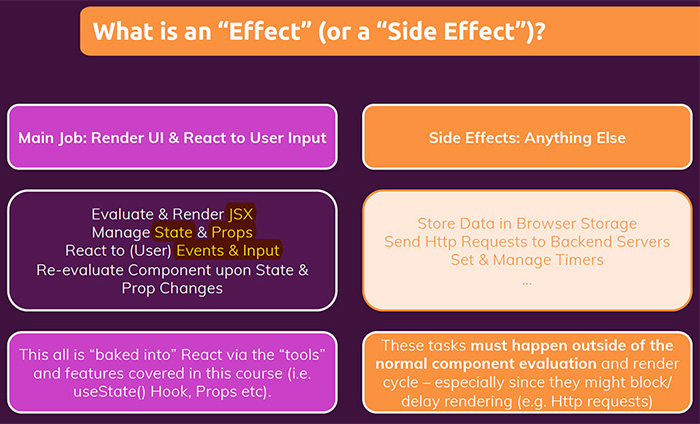 What is an “Effect” (or a “Side Effect”)?
Main Job: Render UI & React to User Input
Evaluate & Render JSX
Manage State & Props
React to (User) Events & Input
Re-evaluate Component upon State &
Prop Changes
This all is “baked into” React via the “tools”
and features covered in this course (i.e.
useState() Hook, Props etc).
Side Effects: Anything Else
Store Data in Browser Storage
Send Http Requests to Backend Servers
Set & Manage Timers
...
These tasks must happen outside of the
normal component evaluation and render
cycle – especially since they might block/
delay rendering (e.g. Http requests)